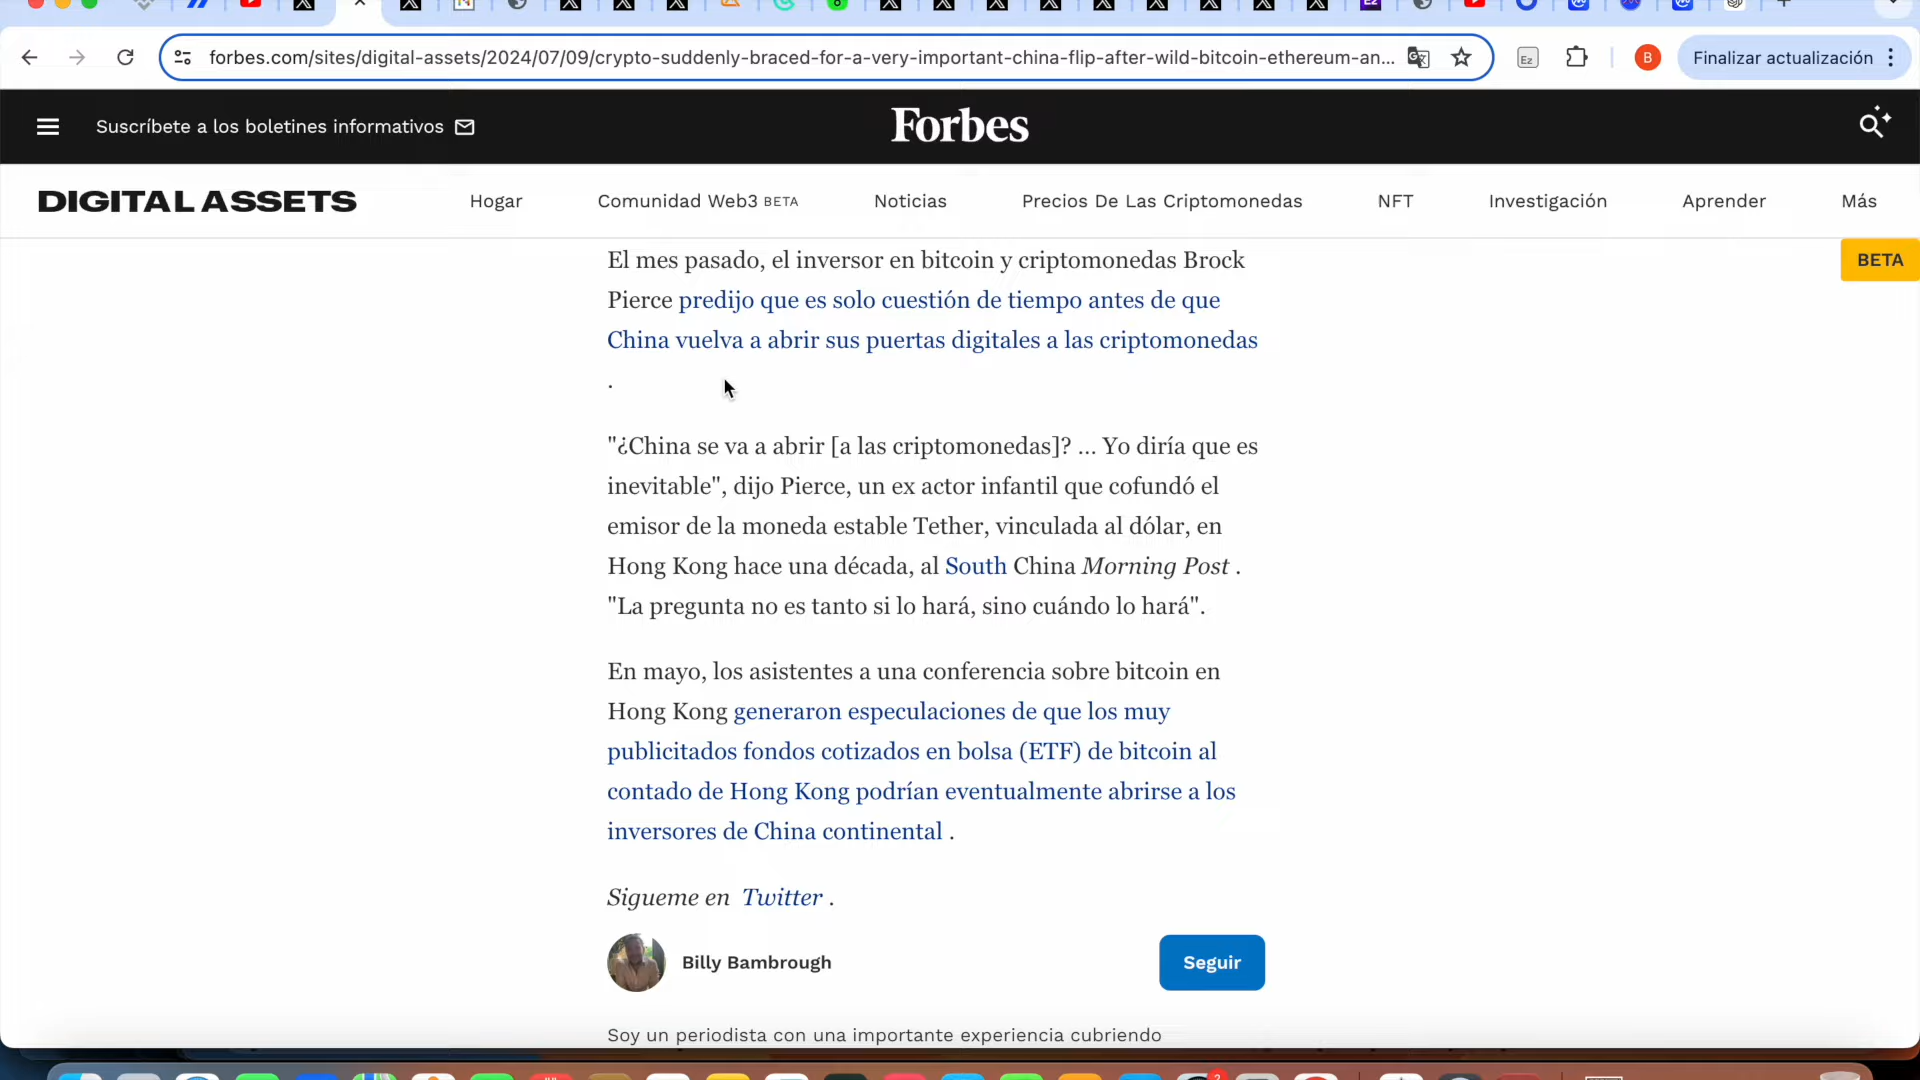 forbes.com/sites/digital-assets/2024/07/09/crypto-suddenly-braced-for-a-very-important-china-flip-after-wild-bitcoin-ethereum-an...
Ez
B
Finalizar actualización
Suscríbete a los boletines informativos
Forbes
DIGITAL ASSETS
Hogar
Comunidad Web3 BETA
Noticias
Precios De Las Criptomonedas
NFT
Investigación
Aprender
Más
BETA
El mes pasado, el inversor en bitcoin y criptomonedas Brock
Pierce predijo que es solo cuestión de tiempo antes de que
China vuelva a abrir sus puertas digitales a las criptomonedas
.
"¿China se va a abrir [a las criptomonedas]? ... Yo diría que es
inevitable", dijo Pierce, un ex actor infantil que cofundó el
emisor de la moneda estable Tether, vinculada al dólar, en
Hong Kong hace una década, al South China Morning Post .
"La pregunta no es tanto si lo hará, sino cuándo lo hará".
En mayo, los asistentes a una conferencia sobre bitcoin en
Hong Kong generaron especulaciones de que los muy
publicitados fondos cotizados en bolsa (ETF) de bitcoin al
contado de Hong Kong podrían eventualmente abrirse a los
inversores de China continental .
Sigueme en Twitter .
Billy Bambrough
Seguir
Soy un periodista con una importante experiencia cubriendo
2